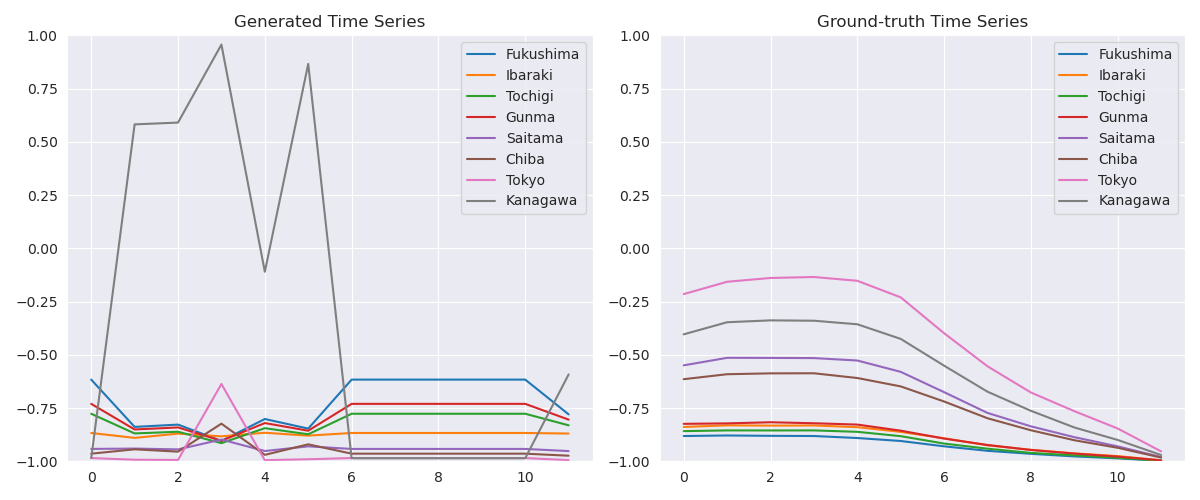 Generated Time Series
1.00
0.75
0.50
0.25
0.00
−0.25
−0.50
−0.75
−1.00
0 2 4 6 8 10
Fukushima
Ibaraki
Tochigi
Gunma
Saitama
Chiba
Tokyo
Kanagawa
Ground-truth Time Series
1.00
0.75
0.50
0.25
0.00
−0.25
−0.50
−0.75
−1.00
0 2 4 6 8 10
Fukushima
Ibaraki
Tochigi
Gunma
Saitama
Chiba
Tokyo
Kanagawa